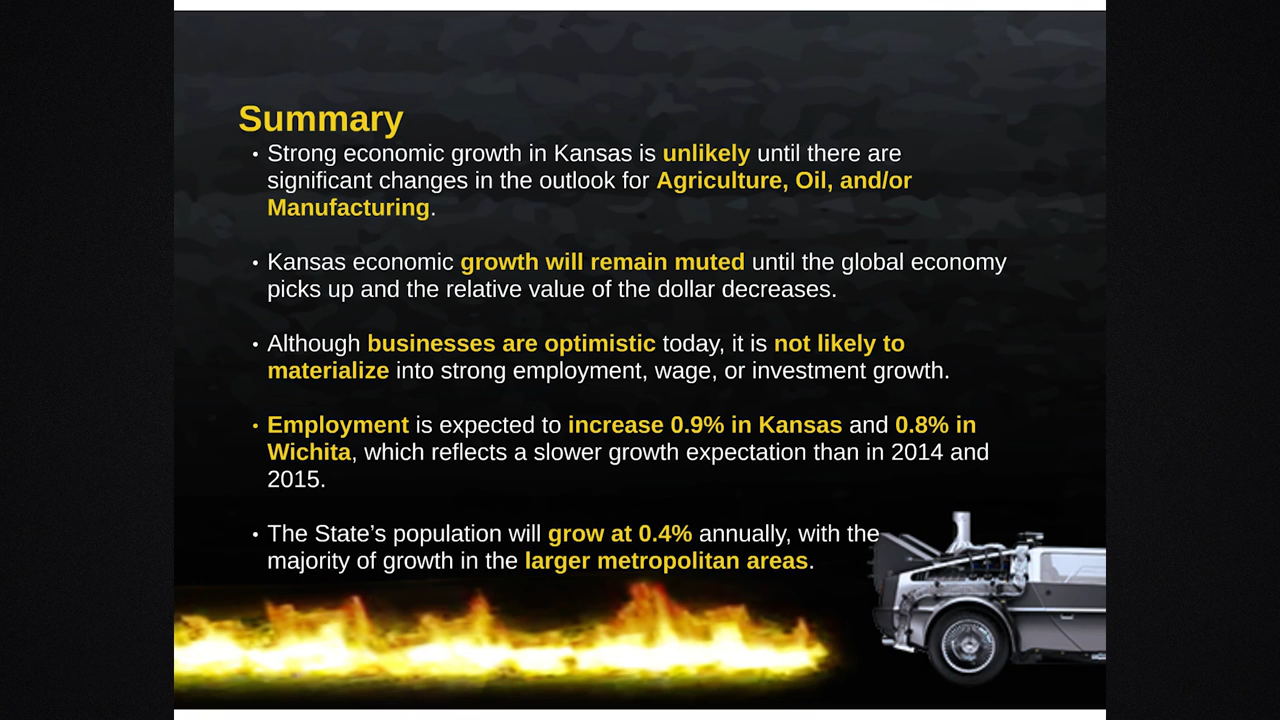 Summary
• Strong economic growth in Kansas is unlikely until there are
significant changes in the outlook for Agriculture, Oil, and/or
Manufacturing.
• Kansas economic growth will remain muted until the global economy
picks up and the relative value of the dollar decreases.
• Although businesses are optimistic today, it is not likely to
materialize into strong employment, wage, or investment growth.
• Employment is expected to increase 0.9% in Kansas and 0.8% in
Wichita, which reflects a slower growth expectation than in 2014 and
2015.
• The State’s population will grow at 0.4% annually, with the
majority of growth in the larger metropolitan areas.